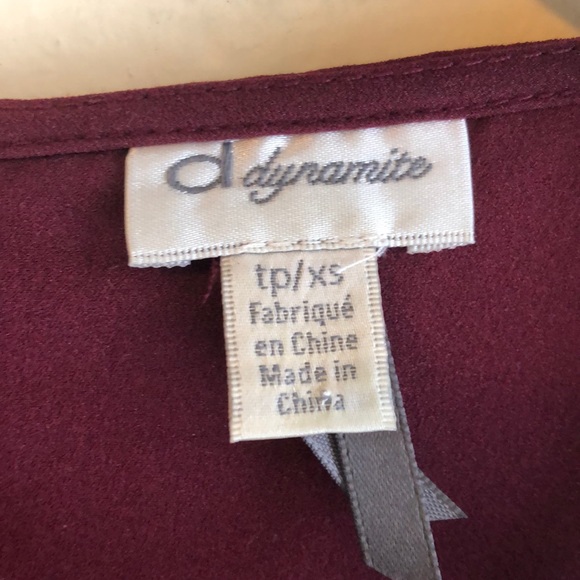 d dynamite
tp/xs
Fabriqué
en Chine
Made in
China